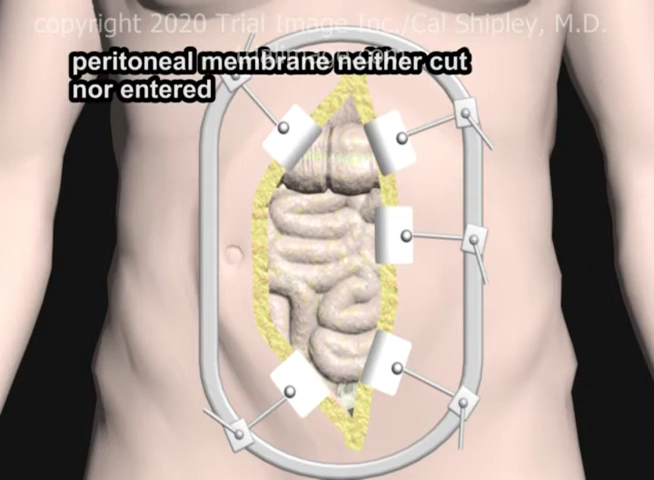 copyright 2020 Trial Image Inc./Cal Shipley, M.D.
peritoneal membrane neither cut
nor entered